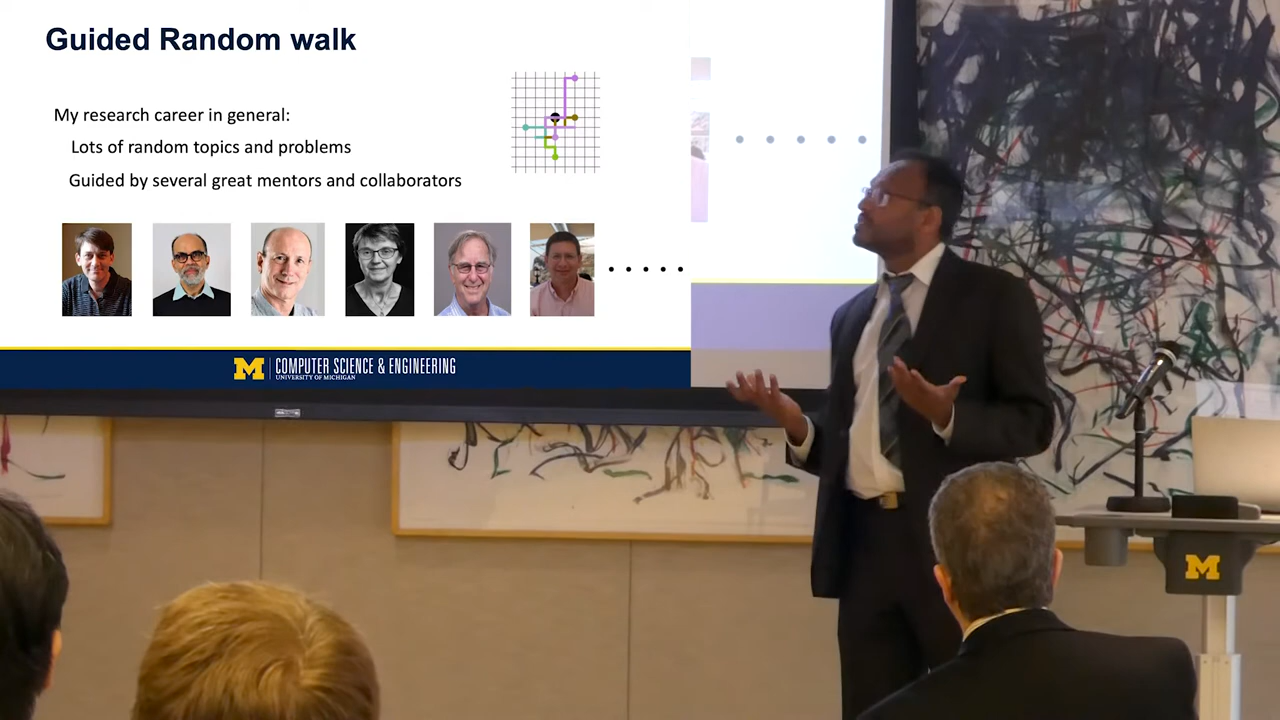 Guided Random walk
My research career in general:
Lots of random topics and problems
Guided by several great mentors and collaborators
M COMPUTER SCIENCE & ENGINEERING
UNIVERSITY OF MICHIGAN
M